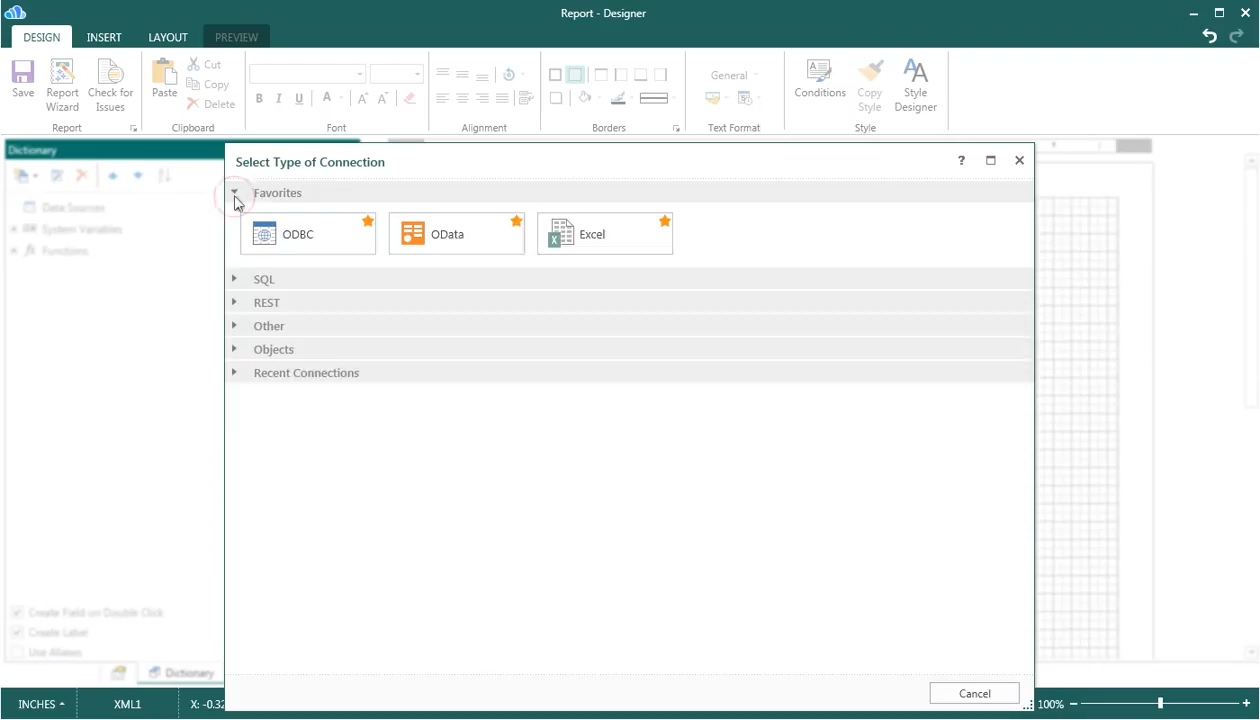 Report - Designer
DESIGN INSERT LAYOUT PREVIEW
Save
Report Wizard
Check for Issues
Report
Paste
Cut
Copy
Delete
Clipboard
B I U A A A
Font
Alignment
Borders
General
Text Format
Conditions
Copy Style
Style Designer
Style
Dictionary
Data Sources
System Variables
Functions
Create Field on Double Click
Create Label
Use Aliases
Dictionary
Select Type of Connection ?
Favorites
ODBC OData Excel
SQL
REST
Other
Objects
Recent Connections
Cancel
INCHES XML1 X: -0.32 100%